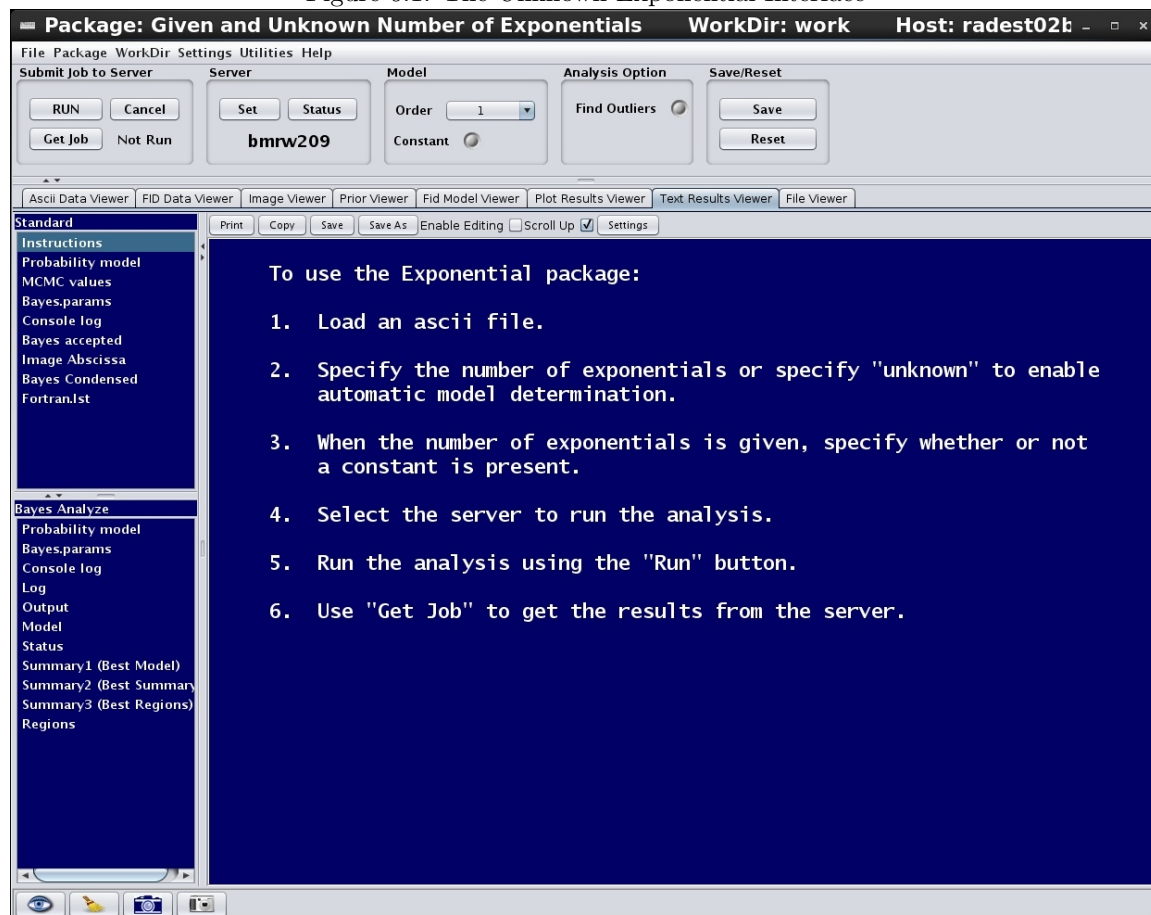 Package: Given and Unknown Number of Exponentials WorkDir: work Host: radest02b
File Package WorkDir Settings Utilities Help
Submit Job to Server Server Model Analysis Option Save/Reset
RUN Cancel Set Status Order 1 Find Outliers Save
Get Job Not Run bmrw209 Constant Reset
Ascii Data Viewer FID Data Viewer Image Viewer Prior Viewer Fid Model Viewer Plot Results Viewer Text Results Viewer File Viewer
Standard
Print Copy Save Save As Enable Editing Scroll Up Settings
Instructions
Probability model
MCMC values
Bayes.params
Console log
Bayes accepted
Image Abscissa
Bayes Condensed
Fortran.lst
Bayes Analyze
Probability model
Bayes.params
Console log
Log
Output
Model
Status
Summary1 (Best Model)
Summary2 (Best Summary
Summary3 (Best Regions)
Regions
To use the Exponential package:
1. Load an ascii file.
2. Specify the number of exponentials or specify "unknown" to enable
automatic model determination.
3. When the number of exponentials is given, specify whether or not
a constant is present.
4. Select the server to run the analysis.
5. Run the analysis using the "Run" button.
6. Use "Get Job" to get the results from the server.